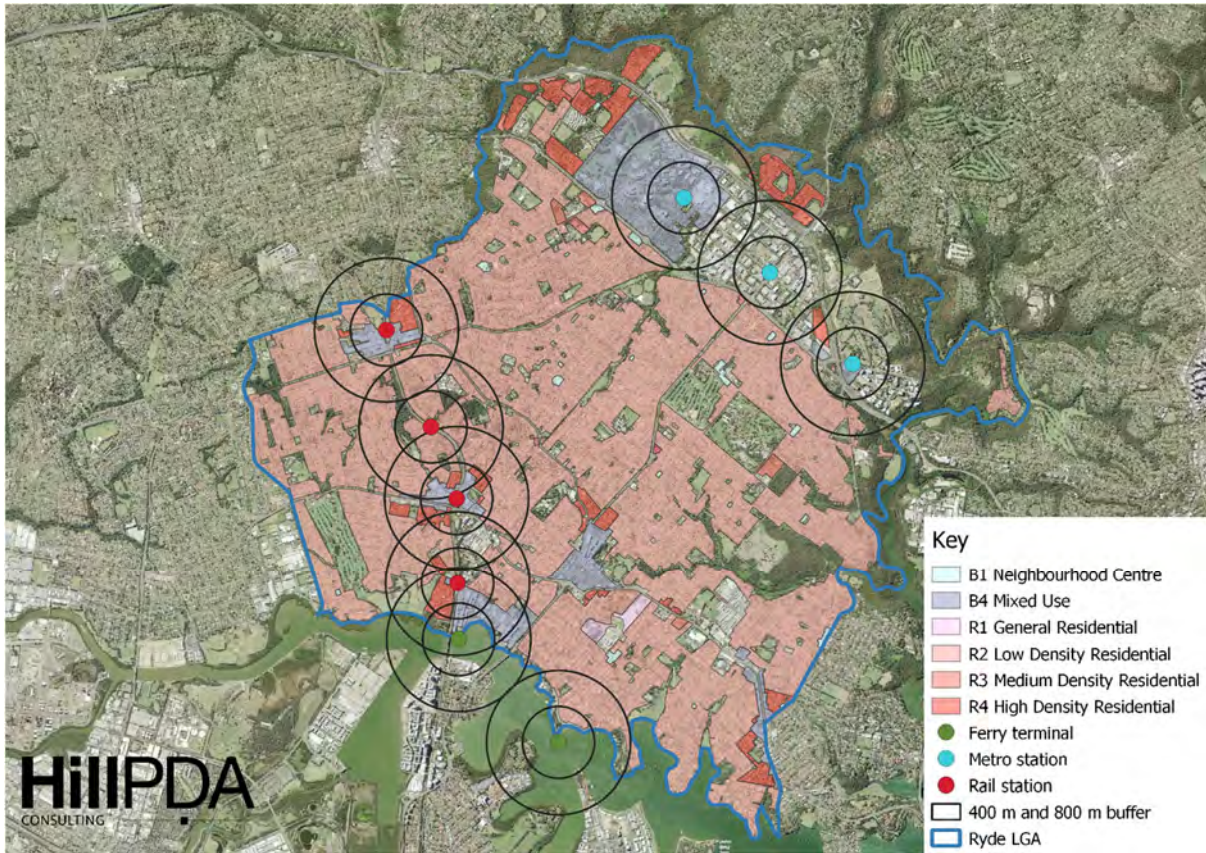 Key
B1 Neighbourhood Centre
B4 Mixed Use
R1 General Residential
R2 Low Density Residential
R3 Medium Density Residential
R4 High Density Residential
Ferry terminal
Metro station
Rail station
400 m and 800 m buffer
Ryde LGA
HillPDA
CONSULTING